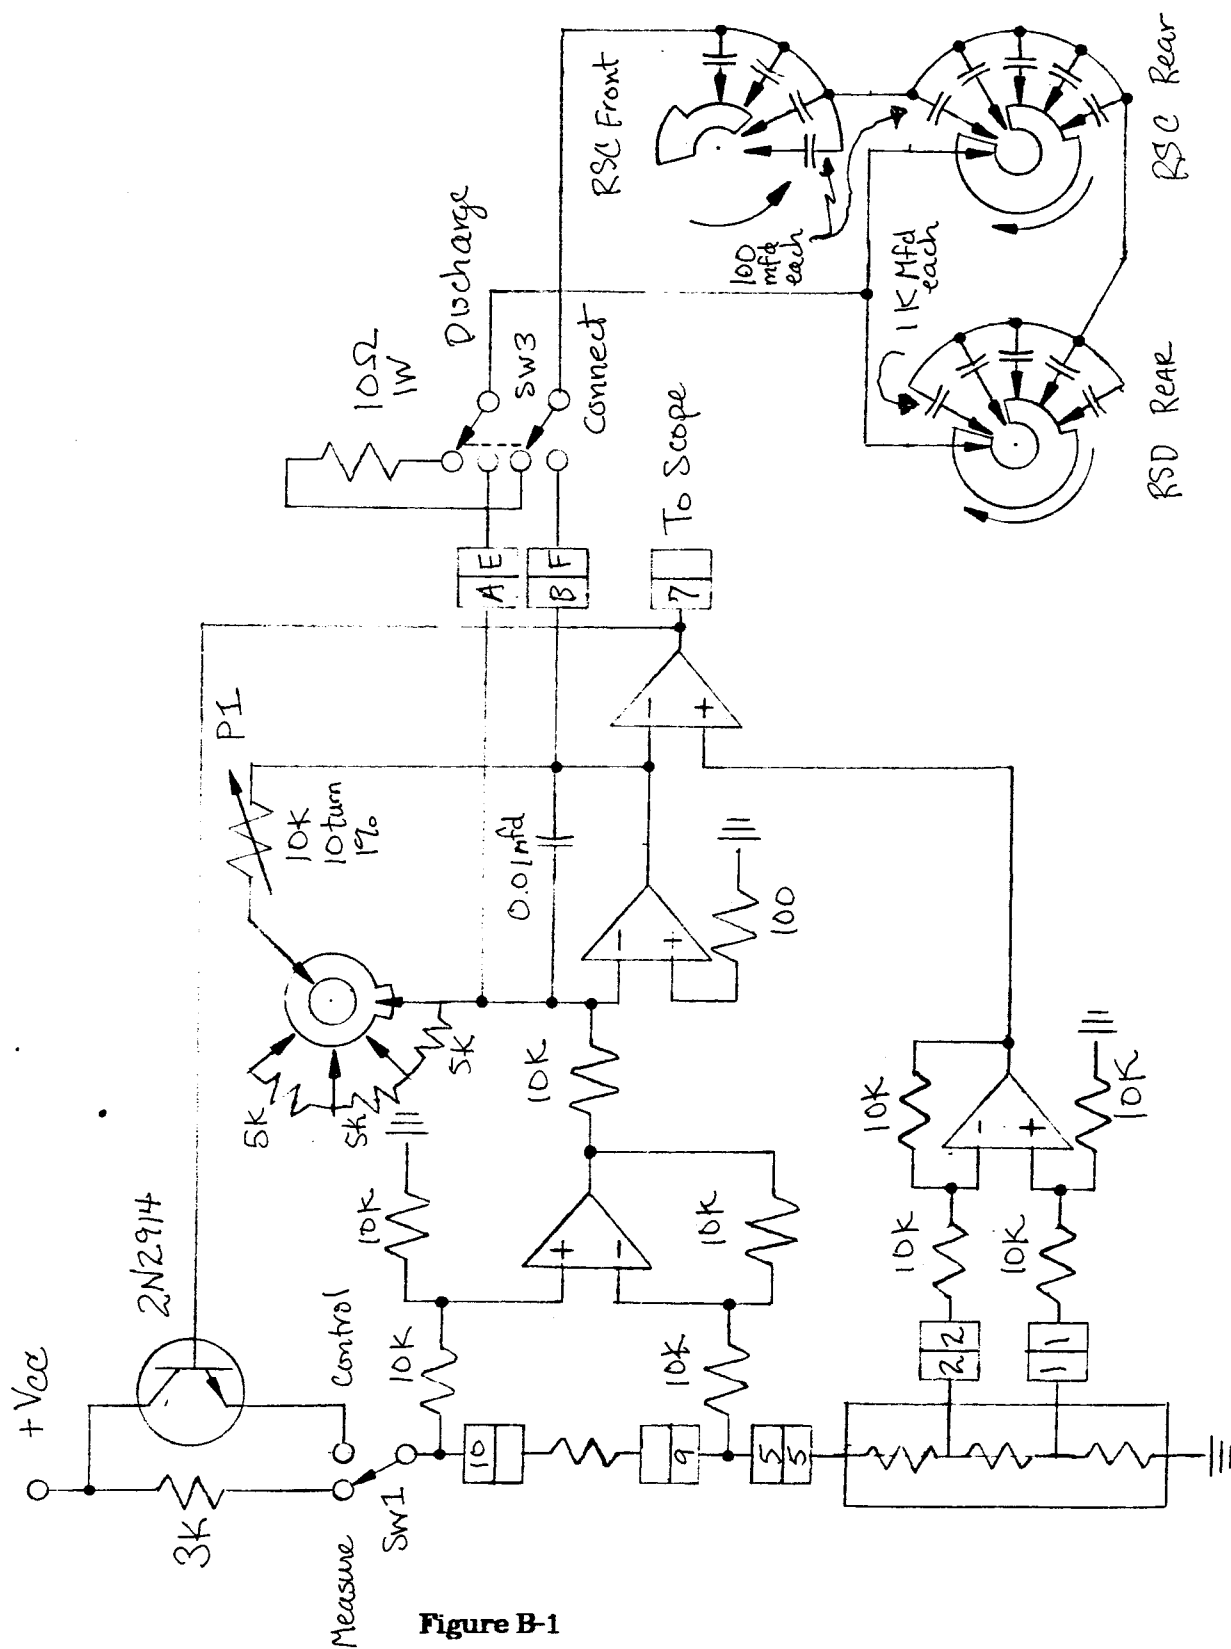 + Vcc
2N2914
3K
Measure
Control
SW1
10K
10K
5K
5K
5K
10K
10 turn
1%
P1
10Ω
1W
Discharge
SW3
Connect
A E
B F
7
To Scope
0.01mfd
10K
+
-
10K
10K
10
9
5
5
-
+
100
-
+
2 2
1 1
10K
10K
10K
10K
-
+
RSC Front
100
mfd
each
1K Mfd
each
RSC Rear
RSD REAR
Figure B-1